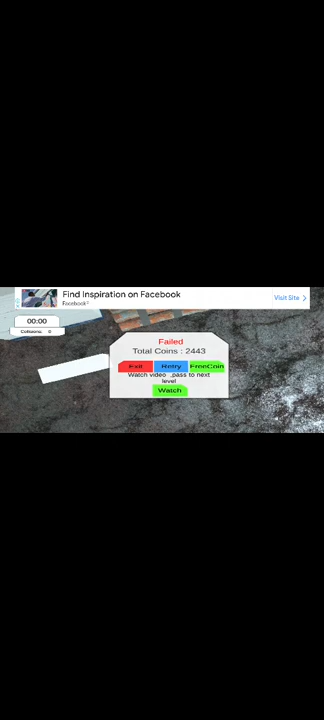 Find Inspiration on Facebook
Facebook
Visit Site
00:00
Collisions: 0
Failed
Total Coins : 2443
Exit Retry FreeCoin
Watch video ,pass to next
level
Watch